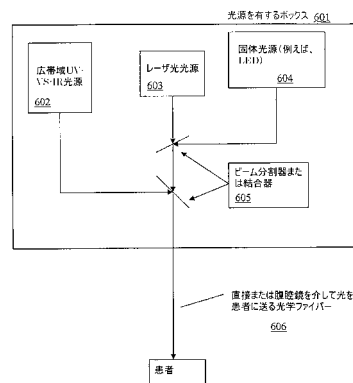 光源を有するボックス 601
広帯域UV-
VS-IR光源
602
レーザ光光源
603
固体光源(例えば、
LED)
604
ビーム分割器また
は結合器
605
直接または腹腔鏡を介して光を
患者に送る光学ファイバー
606
患者